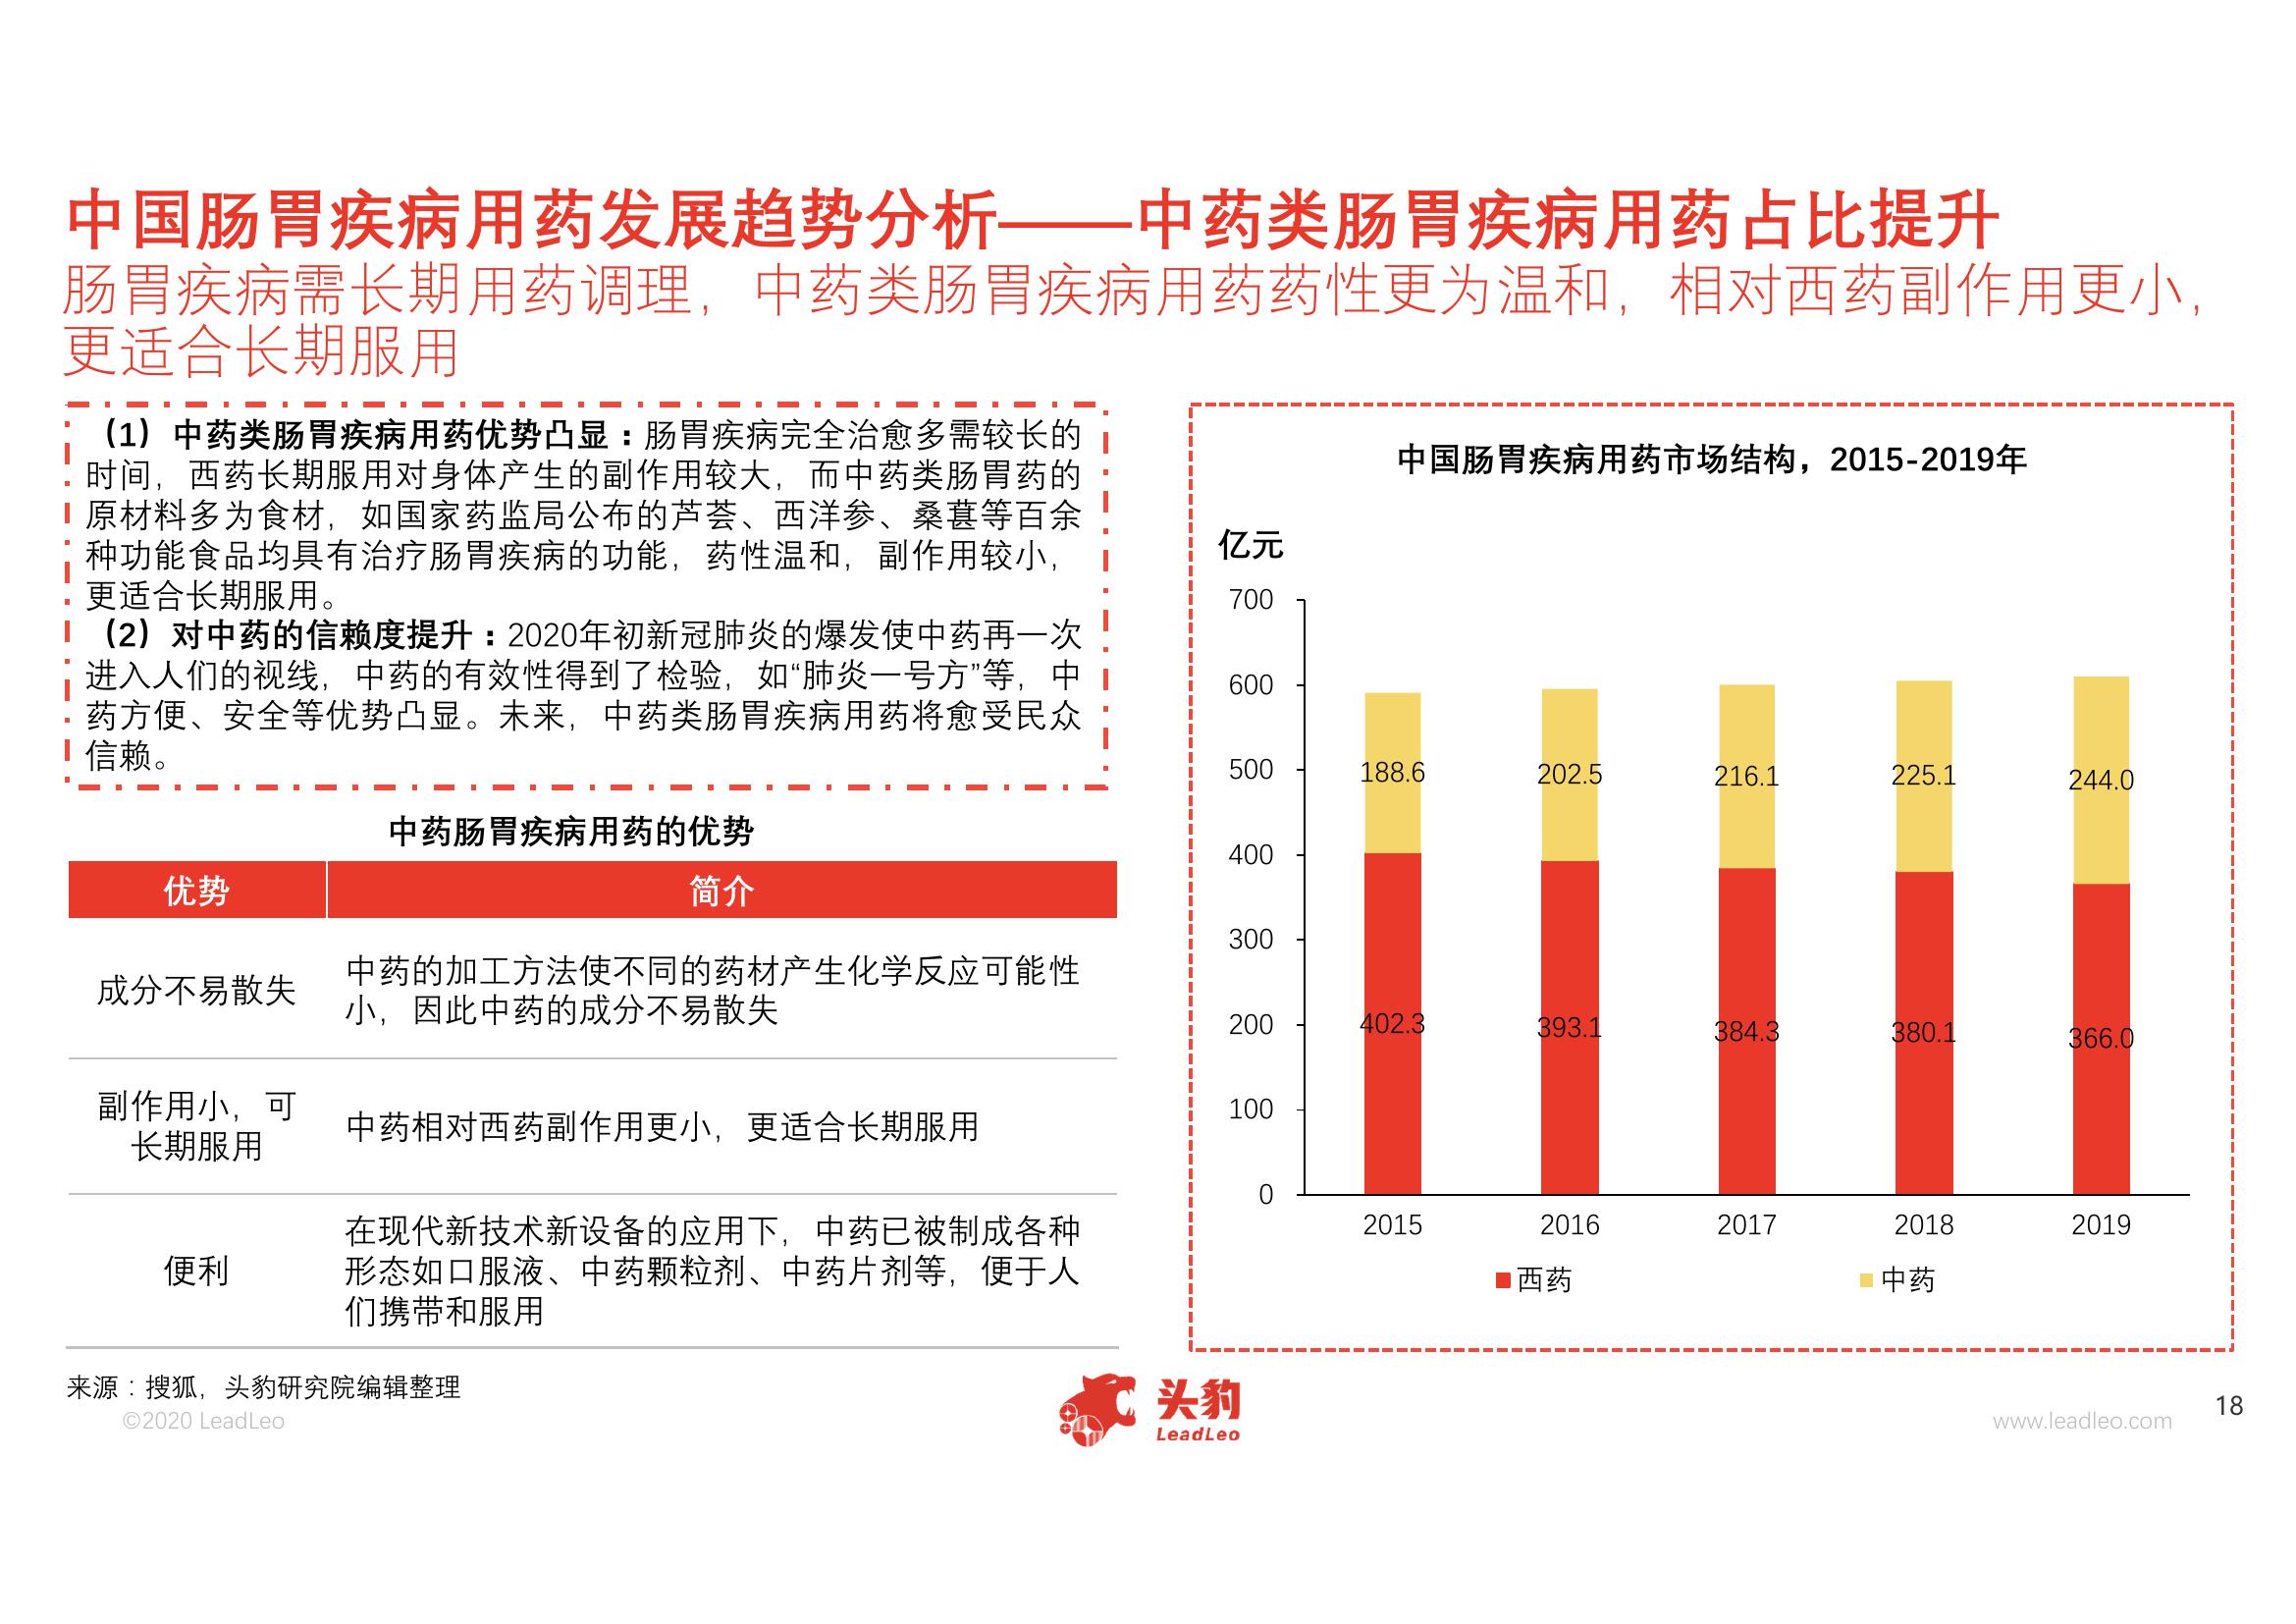 中国肠胃疾病用药发展趋势分析——中药类肠胃疾病用药占比提升
肠胃疾病需长期用药调理，中药类肠胃疾病用药药性更为温和，相对西药副作用更小，
更适合长期服用
（1）中药类肠胃疾病用药优势凸显：肠胃疾病完全治愈多需较长的
时间，西药长期服用对身体产生的副作用较大，而中药类肠胃药的
原材料多为食材，如国家药监局公布的芦荟、西洋参、桑葚等百余
种功能食品均具有治疗肠胃疾病的功能，药性温和，副作用较小，
更适合长期服用。
（2）对中药的信赖度提升：2020年初新冠肺炎的爆发使中药再一次
进入人们的视线，中药的有效性得到了检验，如“肺炎一号方”等，中
药方便、安全等优势凸显。未来，中药类肠胃疾病用药将愈受民众
信赖。
中药肠胃疾病用药的优势
优势 简介
成分不易散失
中药的加工方法使不同的药材产生化学反应可能性
小，因此中药的成分不易散失
副作用小，可
长期服用
中药相对西药副作用更小，更适合长期服用
便利
在现代新技术新设备的应用下，中药已被制成各种
形态如口服液、中药颗粒剂、中药片剂等，便于人
们携带和服用
中国肠胃疾病用药市场结构，2015-2019年
亿元
700
600
500
400
300
200
100
0
188.6 202.5 216.1 225.1 244.0
402.3 393.1 384.3 380.1 366.0
2015 2016 2017 2018 2019
西药 中药
来源：搜狐，头豹研究院编辑整理
©2020 LeadLeo
头豹
LeadLeo
www.leadleo.com
18